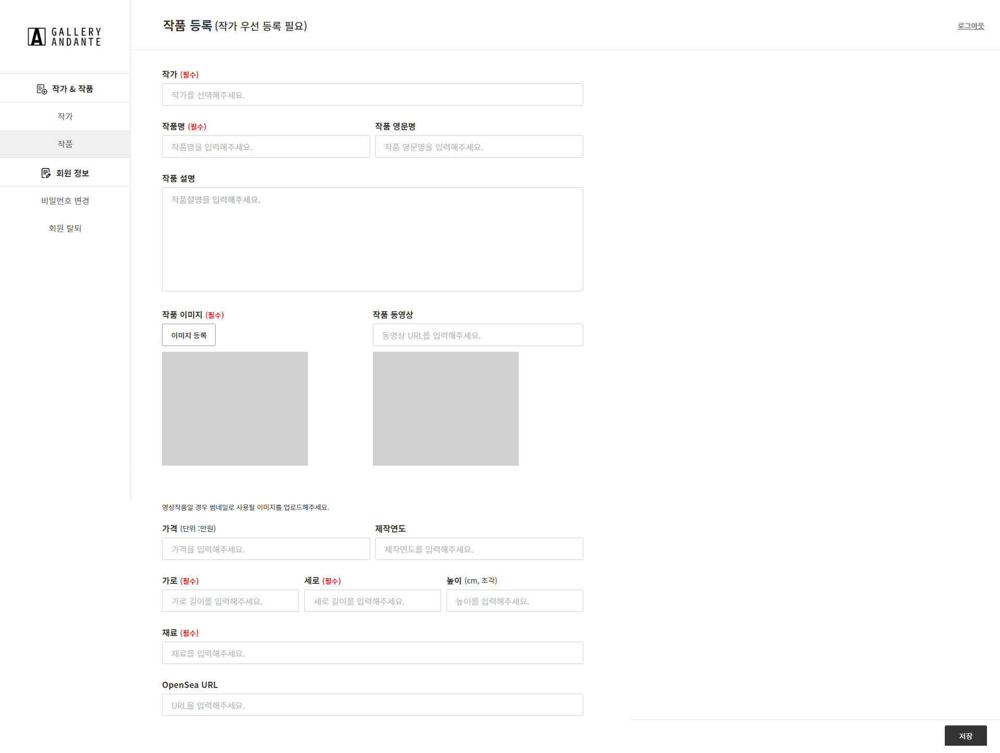 GALLERY
ANDANTE
작가 & 작품
작가
작품
회원 정보
비밀번호 변경
회원 탈퇴
작품 등록 (작가 우선 등록 필요)
로그아웃
작가 (필수)
작가를 선택해주세요.
작품명 (필수)
작품명을 입력해주세요.
작품 영문명
작품 영문명을 입력해주세요.
작품 설명
작품설명을 입력해주세요.
작품 이미지 (필수)
이미지 등록
작품 동영상
동영상 URL를 입력해주세요.
영상작품일 경우 썸네일로 사용될 이미지를 업로드해주세요.
가격 (단위 :만원)
가격을 입력해주세요.
제작연도
제작연도를 입력해주세요.
가로 (필수)
가로 길이를 입력해주세요.
세로 (필수)
세로 길이를 입력해주세요.
높이 (cm, 조각)
높이를 입력해주세요.
재료 (필수)
재료를 입력해주세요.
OpenSea URL
URL을 입력해주세요.
저장